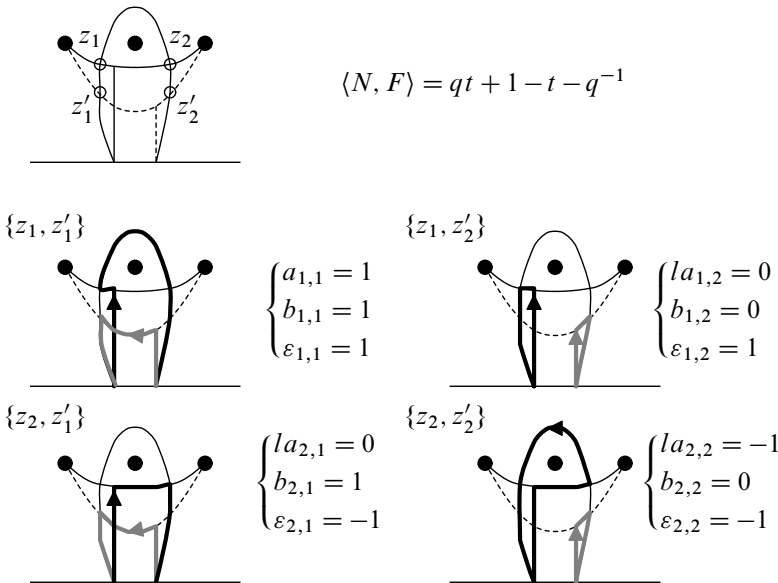 z₁ z₂
z′₁ z′₂
⟨N, F⟩ = qt + 1 − t − q⁻¹
{z₁, z′₁}
a₁,₁ = 1
b₁,₁ = 1
ε₁,₁ = 1
{z₁, z′₂}
la₁,₂ = 0
b₁,₂ = 0
ε₁,₂ = 1
{z₂, z′₁}
la₂,₁ = 0
b₂,₁ = 1
ε₂,₁ = −1
{z₂, z′₂}
la₂,₂ = −1
b₂,₂ = 0
ε₂,₂ = −1